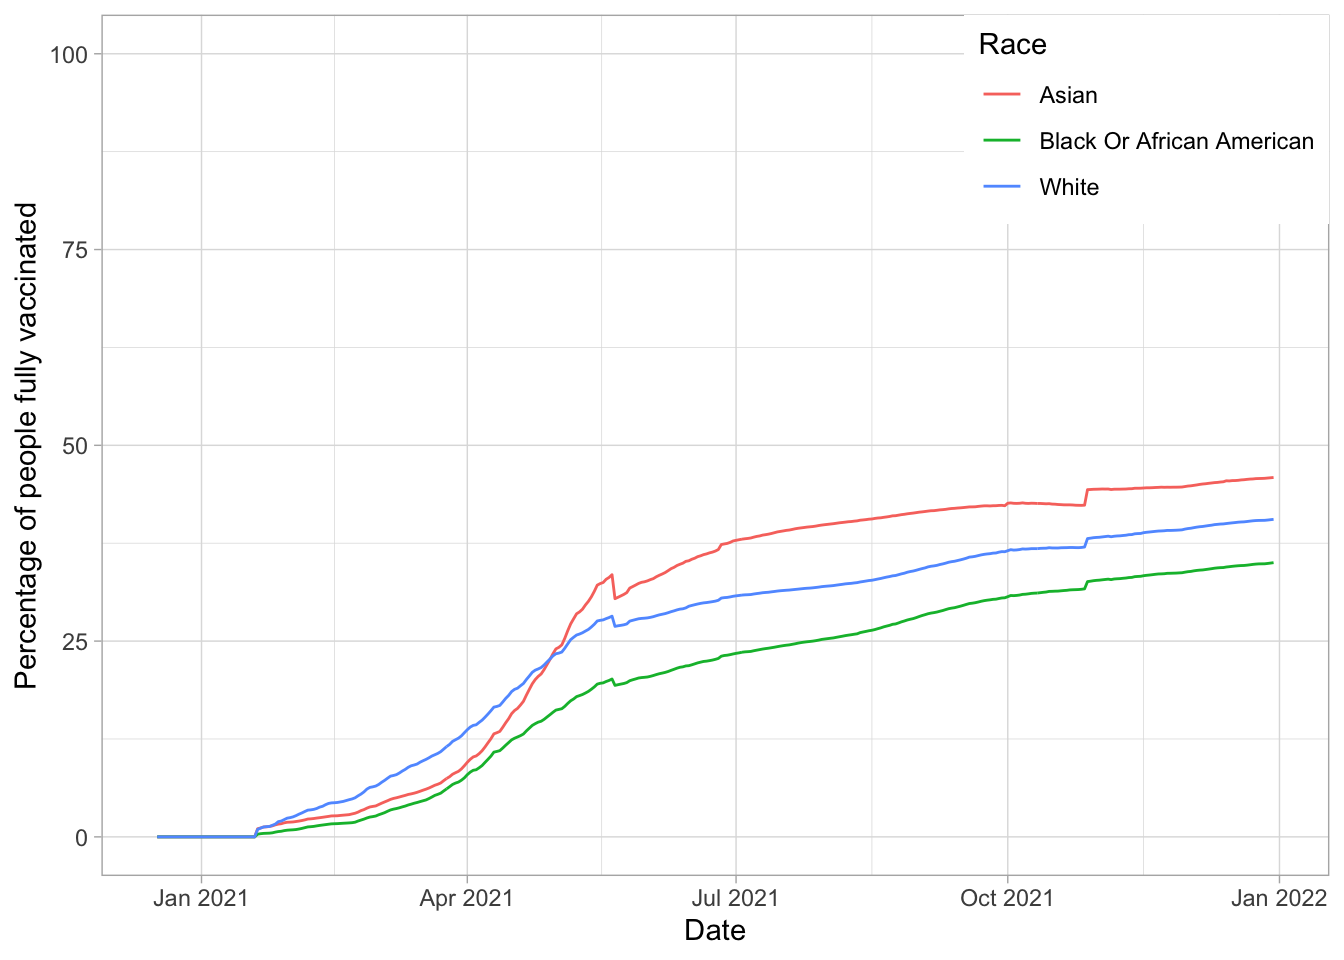 Race
Asian
Black Or African American
White
Percentage of people fully vaccinated
100
75
50
25
0
Jan 2021 Apr 2021 Jul 2021 Oct 2021 Jan 2022
Date